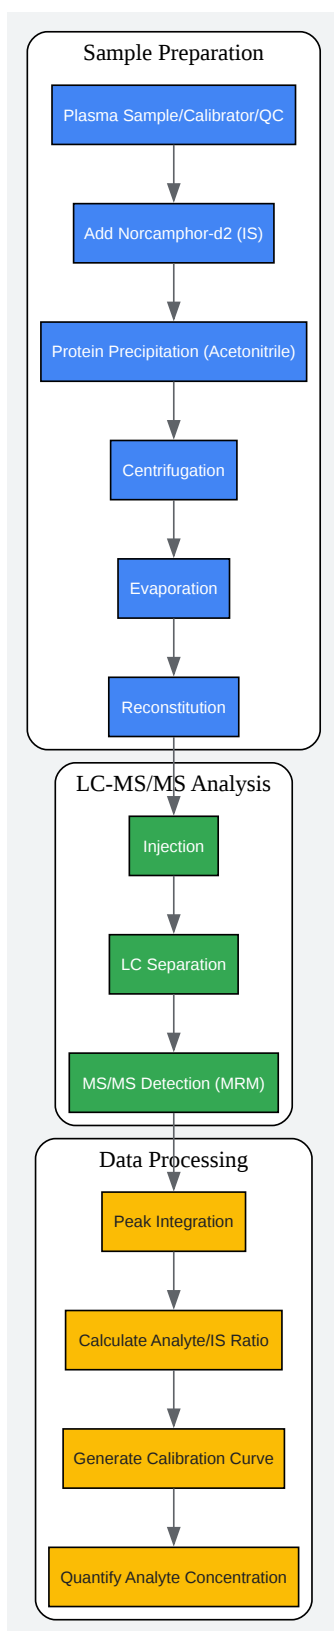 Sample Preparation
Plasma Sample/Calibrator/QC
Add Norcamphor-d2 (IS)
Protein Precipitation (Acetonitrile)
Centrifugation
Evaporation
Reconstitution
LC-MS/MS Analysis
Injection
LC Separation
MS/MS Detection (MRM)
Data Processing
Peak Integration
Calculate Analyte/IS Ratio
Generate Calibration Curve
Quantify Analyte Concentration